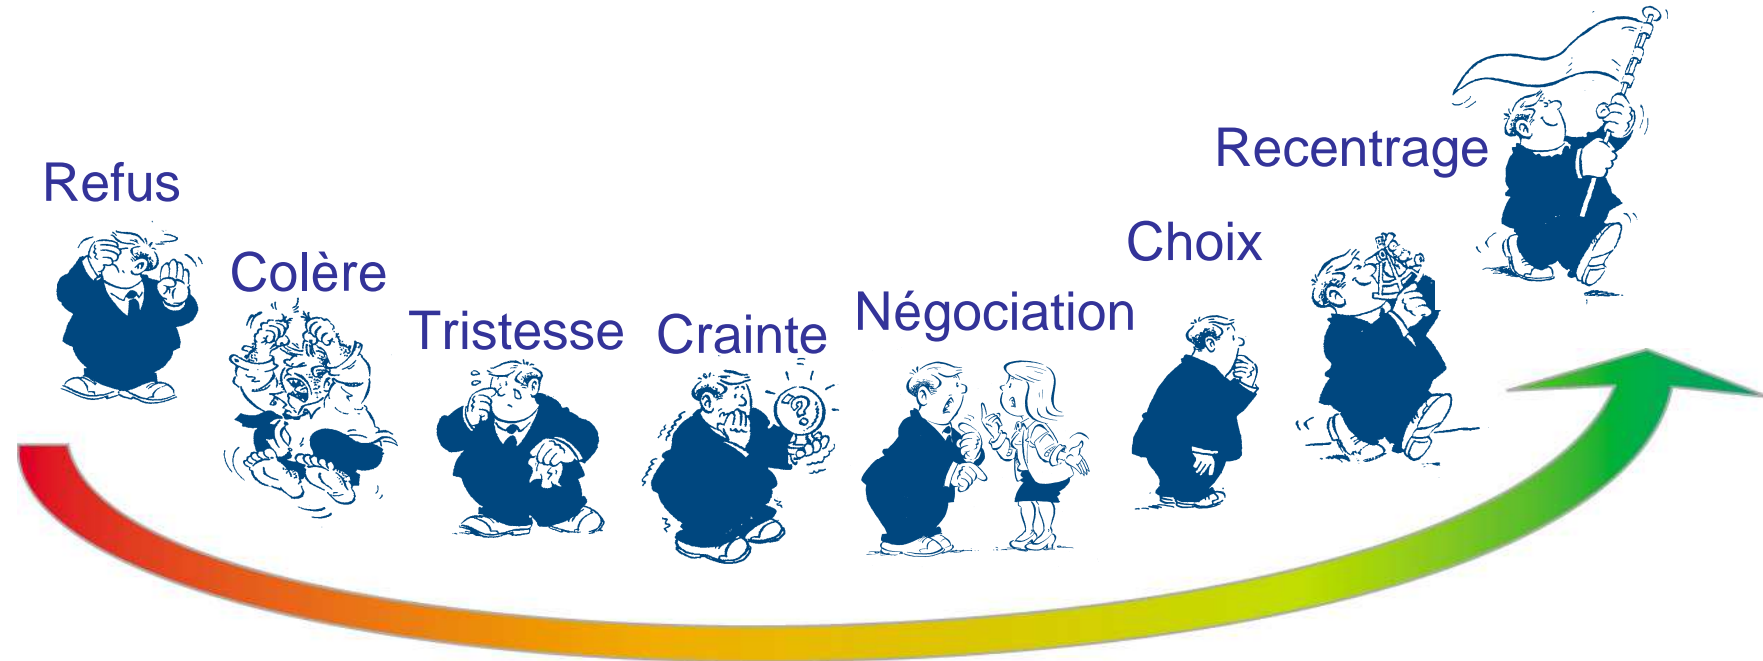 Refus
Colère
Tristesse
Crainte
Négociation
Choix
Recentrage
?